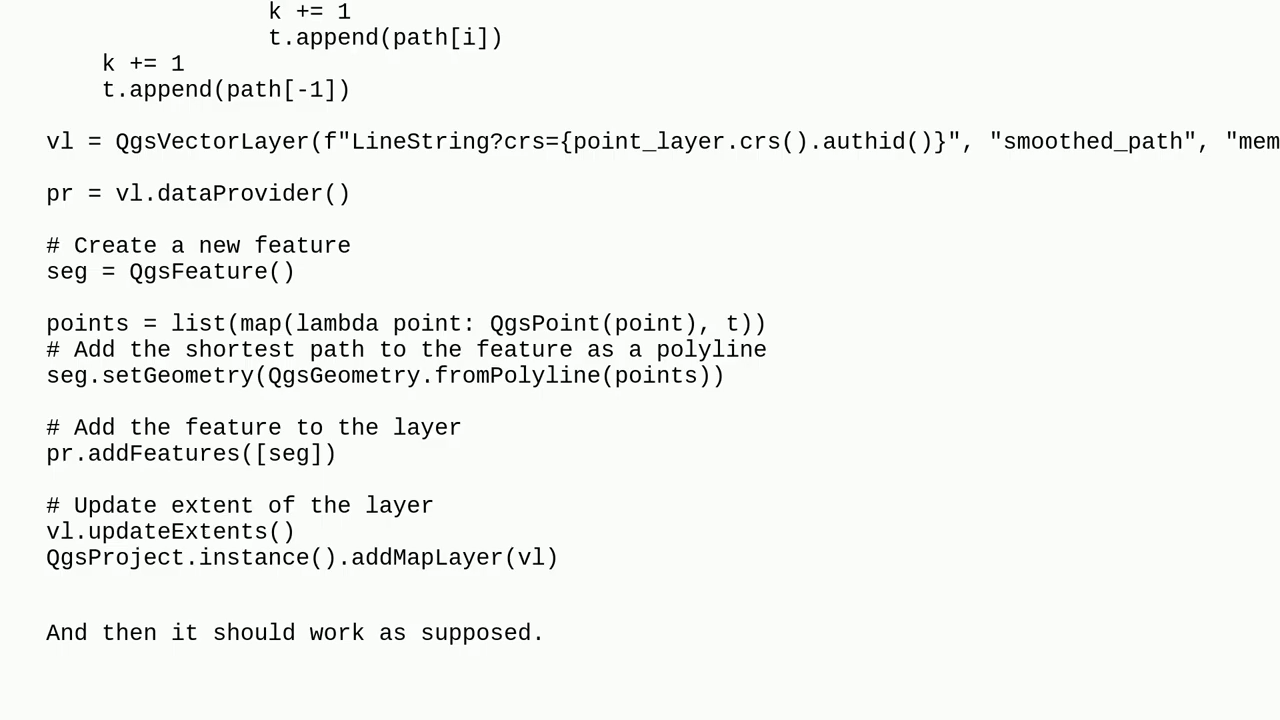 k += 1
t.append(path[i])
k += 1
t.append(path[-1])
vl = QgsVectorLayer(f"LineString?crs={point_layer.crs().authid()}", "smoothed_path", "mem
pr = vl.dataProvider()
# Create a new feature
seg = QgsFeature()
points = list(map(lambda point: QgsPoint(point), t))
# Add the shortest path to the feature as a polyline
seg.setGeometry(QgsGeometry.fromPolyline(points))
# Add the feature to the layer
pr.addFeatures([seg])
# Update extent of the layer
vl.updateExtents()
QgsProject.instance().addMapLayer(vl)
And then it should work as supposed.